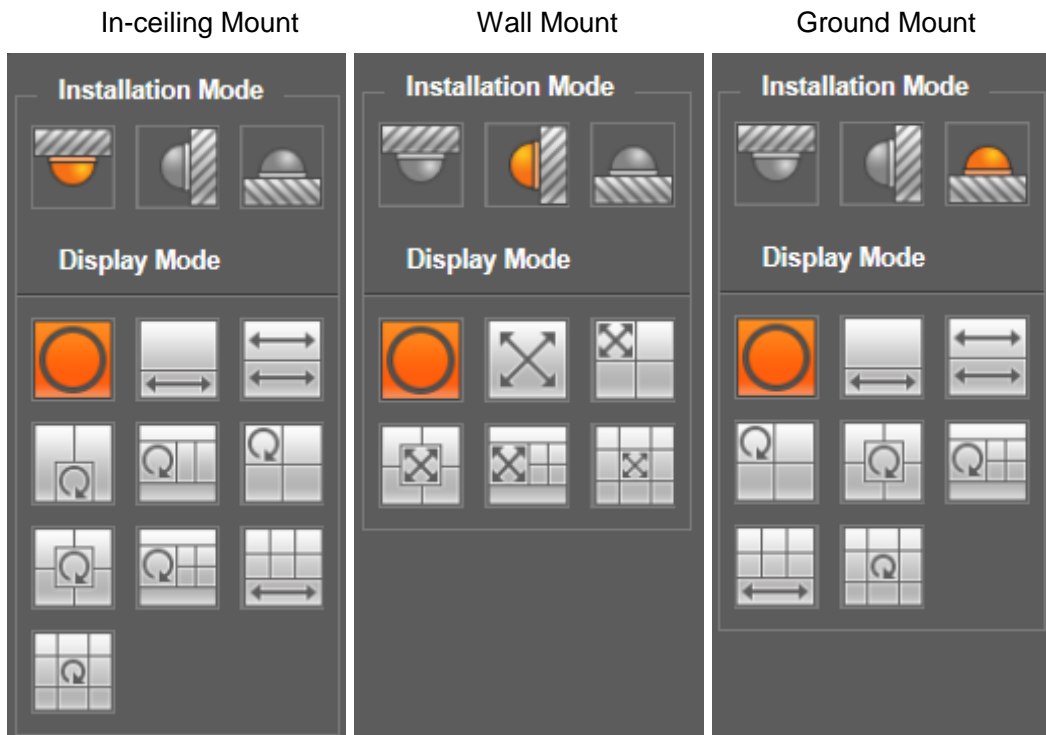 In-ceiling Mount
Wall Mount
Ground Mount
Installation Mode
Installation Mode
Installation Mode
Display Mode
Display Mode
Display Mode